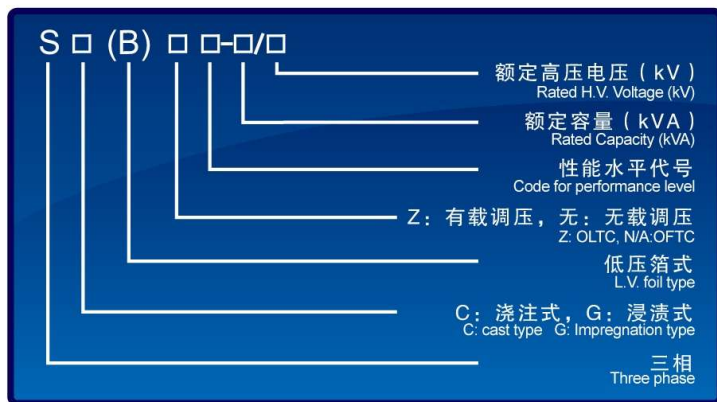 S□(B)□□-□/□
额定高压电压(kV)
Rated H.V. Voltage (kV)
额定容量(kVA)
Rated Capacity (kVA)
性能水平代号
Code for performance level
Z:有载调压,无:无载调压
Z: OLTC, N/A:OFTC
低压箔式
L.V. foil type
C:浇注式,G:浸渍式
C: cast type G: Impregnation type
三相
Three phase